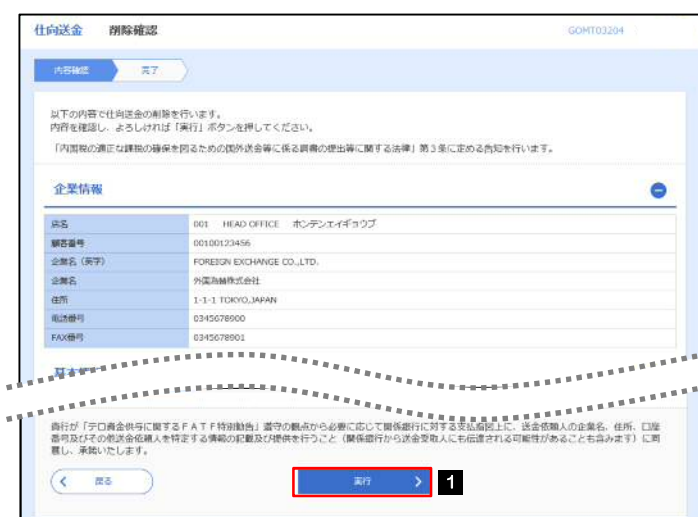 仕向送金 削除確認
GOMT03204
内容確認 完了
以下の内容で仕向送金の削除を行います。
内容を確認し、よろしければ「実行」ボタンを押してください。
「内国税の適正な課税の確保を図るための国外送金等に係る調書の提出等に関する法律」第3条に定める告知を行います。
企業情報
店名 001 HEAD OFFICE ホンテンエイギョウブ
顧客番号 00100123456
企業名（英字） FOREIGN EXCHANGE CO.,LTD.
企業名 外国為替株式会社
住所 1-1-1 TOKYO,JAPAN
電話番号 0345678900
FAX番号 0345678901
基本情
貴行が「テロ資金供与に関するＦＡＴＦ特別勧告」遵守の観点から必要に応じて関係銀行に対する支払指図上に、送金依頼人の企業名、住所、口座
番号及びその他送金依頼人を特定する情報の記載及び提供を行うこと（関係銀行から送金受取人にも伝達される可能性があることも含みます）に同
意し、承諾いたします。
戻る
実行
1